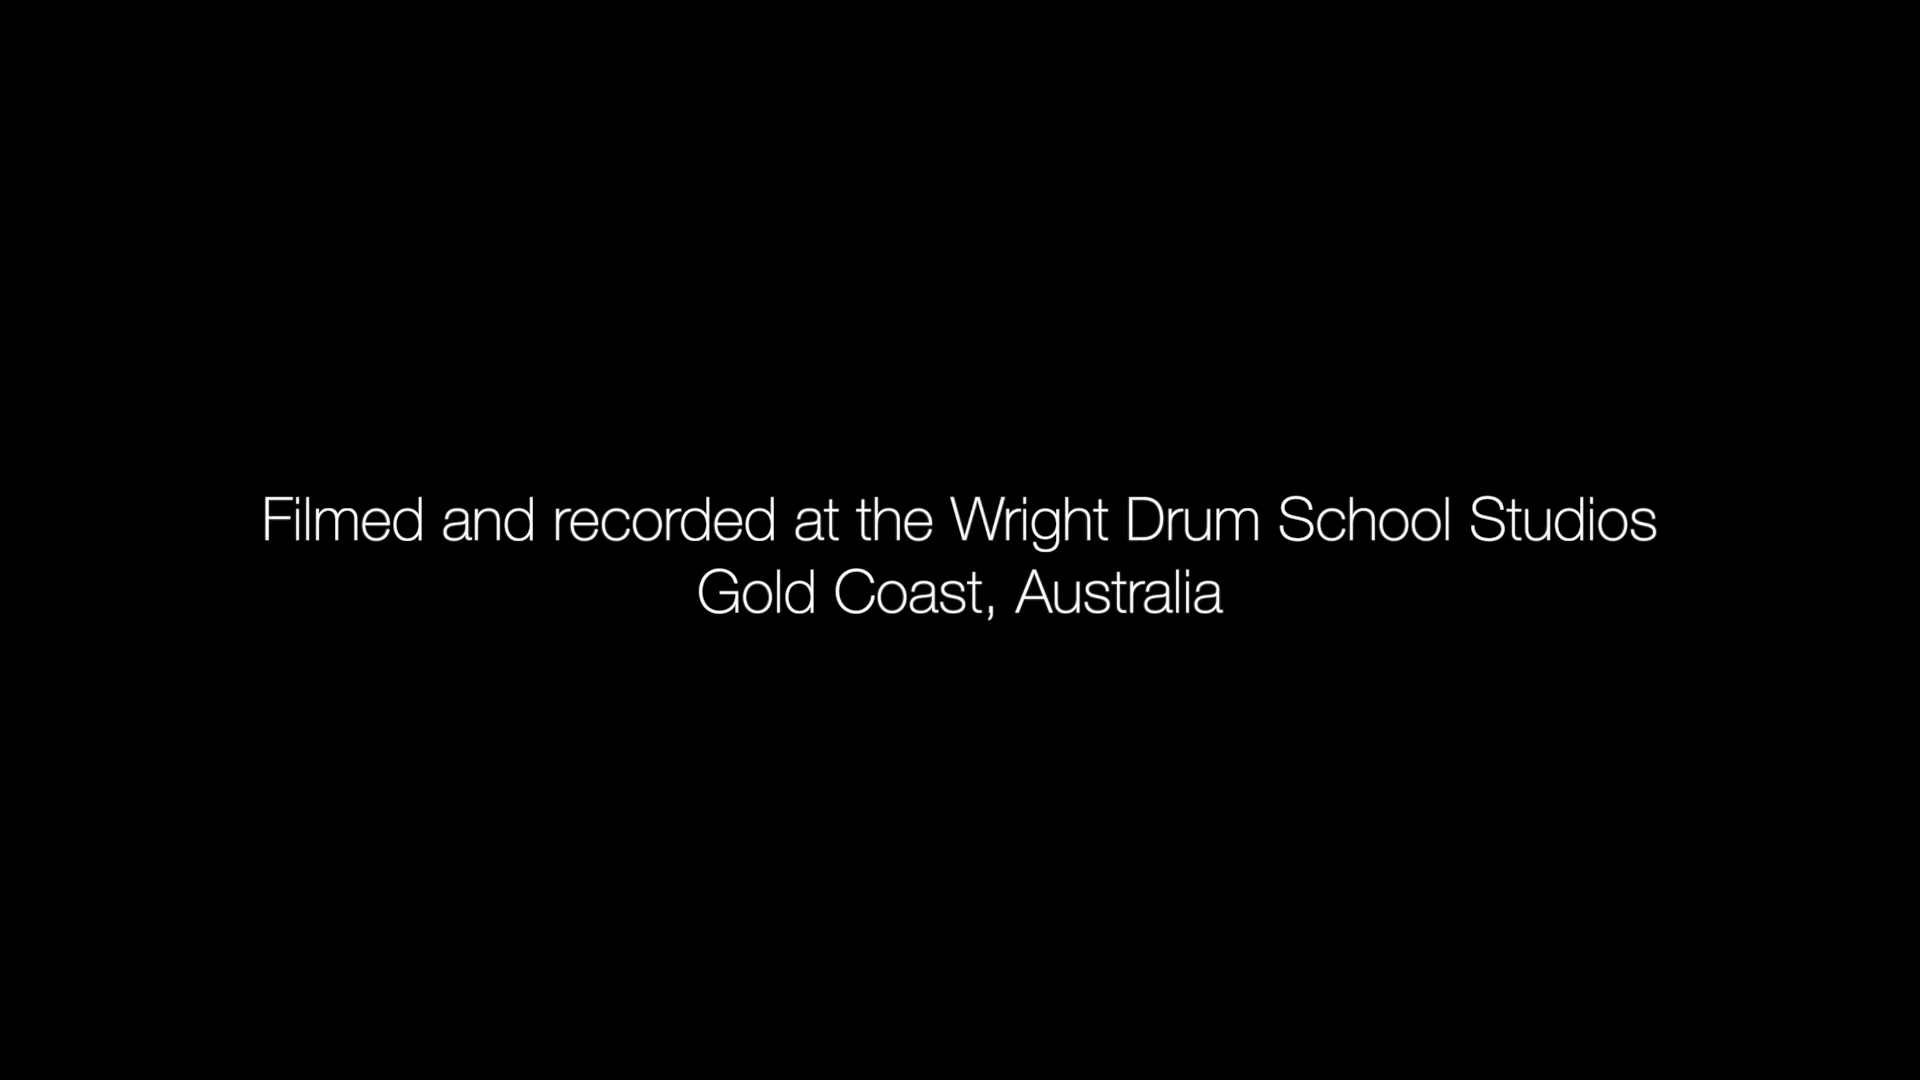 Filmed and recorded at the Wright Drum School Studios
Gold Coast, Australia